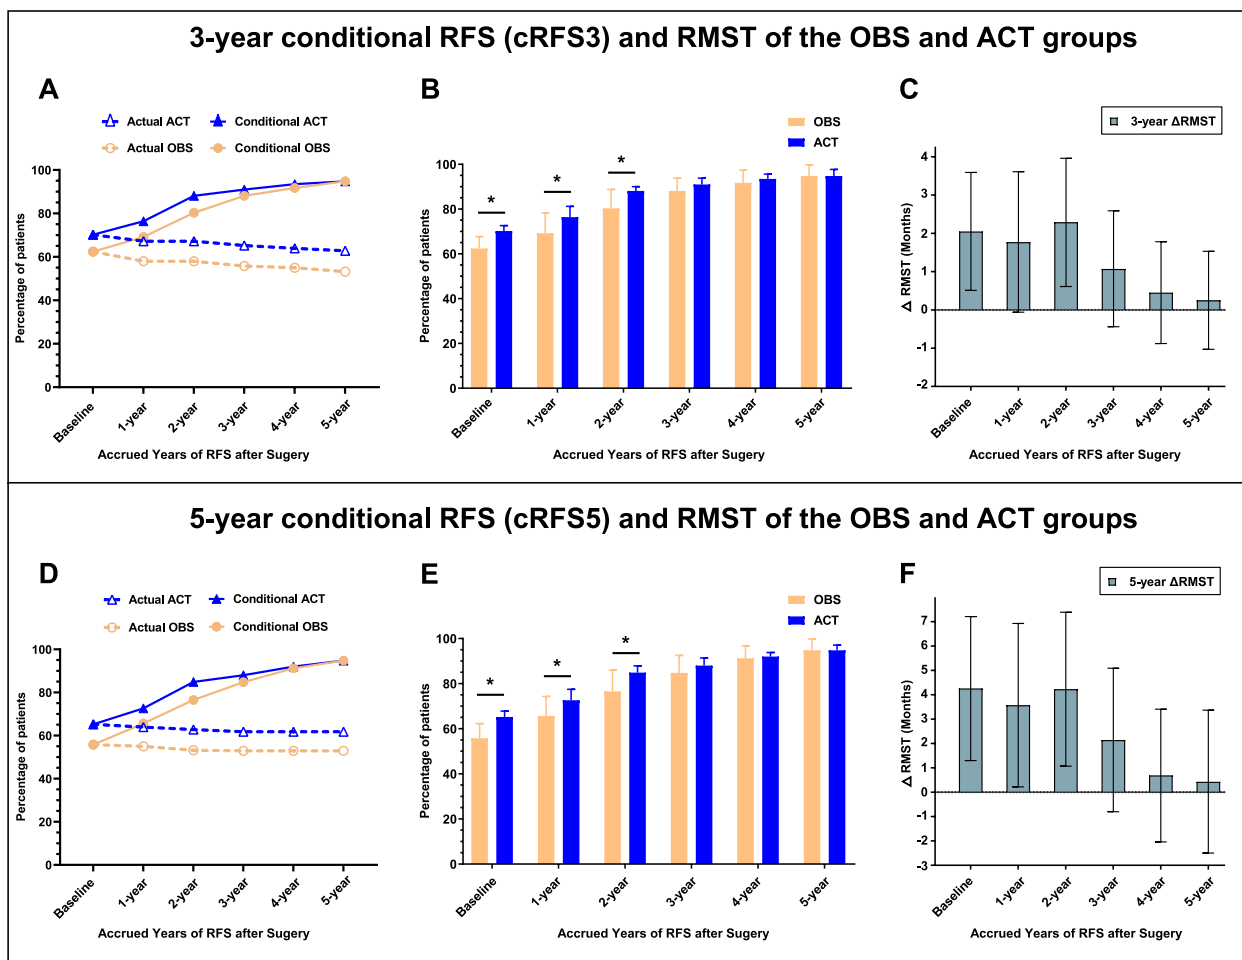 3-year conditional RFS (cRFS3) and RMST of the OBS and ACT groups
A
Actual ACT
Conditional ACT
Actual OBS
Conditional OBS
Percentage of patients
100
80
60
40
20
0
Baseline
1-year
2-year
3-year
4-year
5-year
Accrued Years of RFS after Sugery
B
OBS
ACT
Percentage of patients
100
80
60
40
20
0
*
*
*
Baseline
1-year
2-year
3-year
4-year
5-year
Accrued Years of RFS after Sugery
C
3-year ΔRMST
Δ RMST (Months)
4
3
2
1
0
-1
-2
Baseline
1-year
2-year
3-year
4-year
5-year
Accrued Years of RFS after Sugery
5-year conditional RFS (cRFS5) and RMST of the OBS and ACT groups
D
Actual ACT
Conditional ACT
Actual OBS
Conditional OBS
Percentage of patients
100
80
60
40
20
0
Baseline
1-year
2-year
3-year
4-year
5-year
Accrued Years of RFS after Sugery
E
OBS
ACT
Percentage of patients
100
80
60
40
20
0
*
*
*
Baseline
1-year
2-year
3-year
4-year
5-year
Accrued Years of RFS after Sugery
F
5-year ΔRMST
Δ RMST (Months)
7
6
5
4
3
2
1
0
-1
-2
-3
Baseline
1-year
2-year
3-year
4-year
5-year
Accrued Years of RFS after Sugery